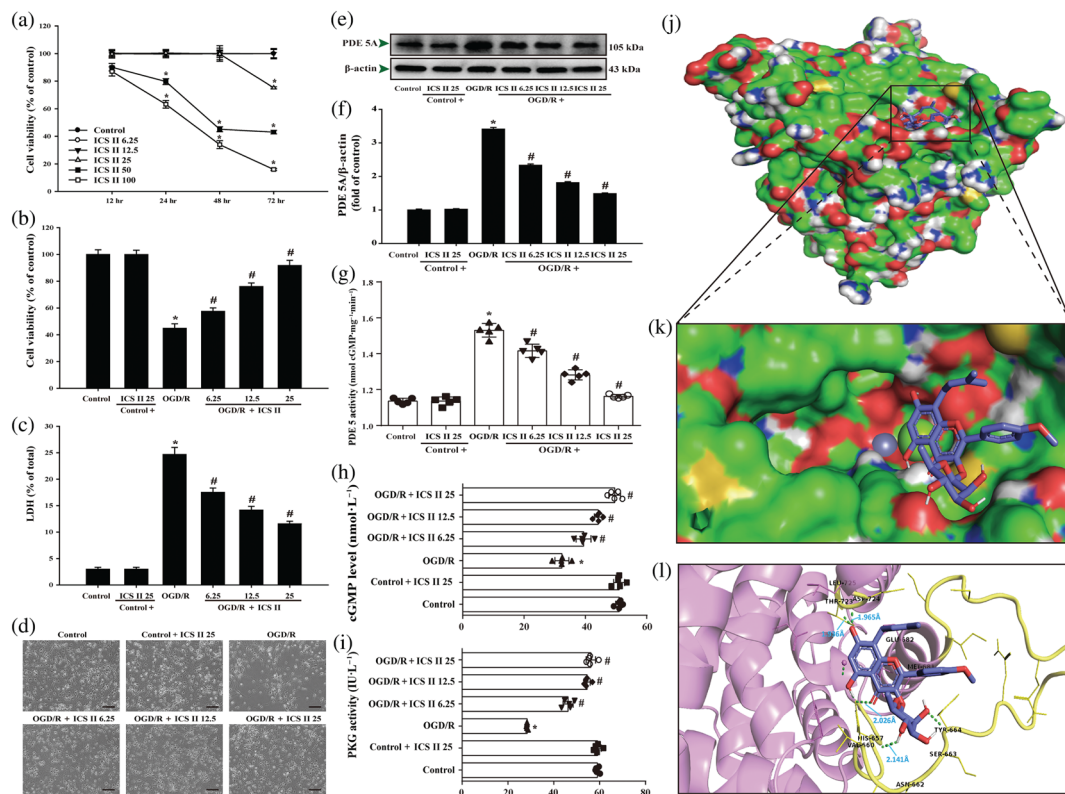 (a)
Cell viability (% of control)
120
100
80
60
40
20
0
* * * * * * *
Control
ICS II 6.25
ICS II 12.5
ICS II 25
ICS II 50
ICS II 100
12 hr 24 hr 48 hr 72 hr
(b)
Cell viability (% of control)
120
100
80
60
40
20
0
* # # #
Control ICS II 25 OGD/R 6.25 12.5 25
Control + OGD/R + ICS II
(c)
LDH (% of total)
30
25
20
15
10
5
0
* # # #
Control ICS II 25 OGD/R 6.25 12.5 25
Control + OGD/R + ICS II
(d)
Control Control + ICS II 25 OGD/R
OGD/R + ICS II 6.25 OGD/R + ICS II 12.5 OGD/R + ICS II 25
(e)
PDE 5A 105 kDa
β-actin 43 kDa
Control ICS II 25 OGD/R ICS II 6.25 ICS II 12.5 ICS II 25
Control + OGD/R +
(f)
PDE 5A/β-actin
(fold of control)
4
3
2
1
0
* # # #
Control ICS II 25 OGD/R ICS II 6.25 ICS II 12.5 ICS II 25
Control + OGD/R +
(g)
PDE 5 activity (nmol cGMP·mg⁻¹·min⁻¹)
1.8
1.6
1.4
1.2
1.0
* # # #
Control ICS II 25 OGD/R ICS II 6.25 ICS II 12.5 ICS II 25
Control + OGD/R +
(h)
cGMP level (nmol·L⁻¹)
OGD/R + ICS II 25 #
OGD/R + ICS II 12.5 #
OGD/R + ICS II 6.25 #
OGD/R *
Control + ICS II 25
Control
0 20 40 60
(i)
PKG activity (IU·L⁻¹)
OGD/R + ICS II 25 #
OGD/R + ICS II 12.5 #
OGD/R + ICS II 6.25 #
OGD/R *
Control + ICS II 25
Control
0 20 40 60 80
(j)
(k)
(l)
THR-723
1.965Å
2.026Å
HIS-657
TYR-664
SER-663
2.141Å
ASN-662